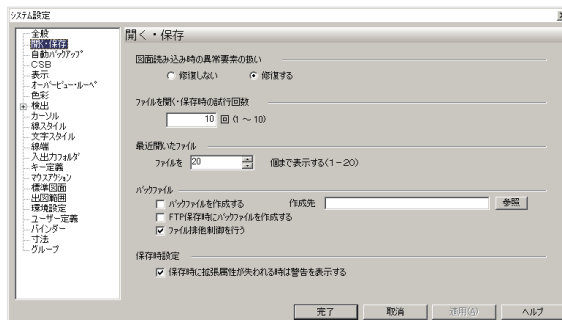 システム設定
全般
開く・保存
自動バックアップ
CSB
表示
オーバービュー・ルーペ
色彩
検出
カーソル
線スタイル
文字スタイル
線端
入出力フォルダ
キー定義
マウスアクション
標準図面
出図範囲
環境設定
ユーザー定義
バインダー
寸法
グループ
開く・保存
図面読み込み時の異常要素の扱い
修復しない 修復する
ファイルを開く・保存時の試行回数
10 回 (1 ～ 10)
最近開いたファイル
ファイルを 20 個まで表示する(1-20)
バックファイル
バックファイルを作成する 作成先 参照
FTP保存時にバックファイルを作成する
ファイル排他制御を行う
保存時設定
保存時に拡張属性が失われる時は警告を表示する
完了 取消 適用(A) ヘルプ